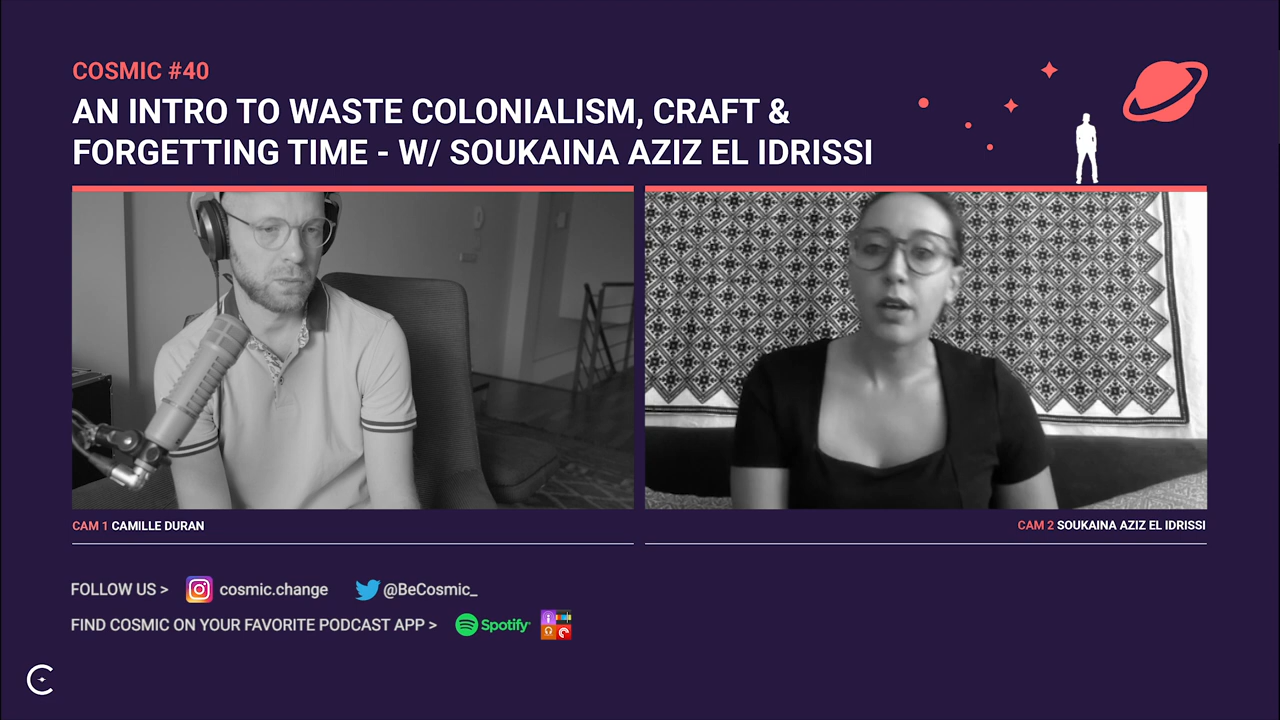 COSMIC #40
AN INTRO TO WASTE COLONIALISM, CRAFT &
FORGETTING TIME - W/ SOUKAINA AZIZ EL IDRISSI
CAM 1 CAMILLE DURAN
CAM 2 SOUKAINA AZIZ EL IDRISSI
FOLLOW US > cosmic.change @BeCosmic_
FIND COSMIC ON YOUR FAVORITE PODCAST APP > Spotify